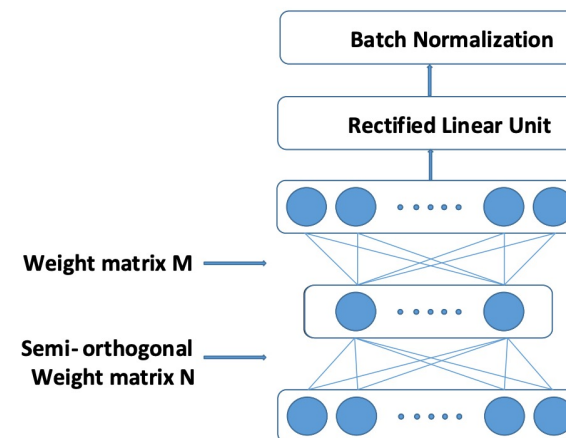 Batch Normalization
Rectified Linear Unit
Weight matrix M
Semi- orthogonal
Weight matrix N